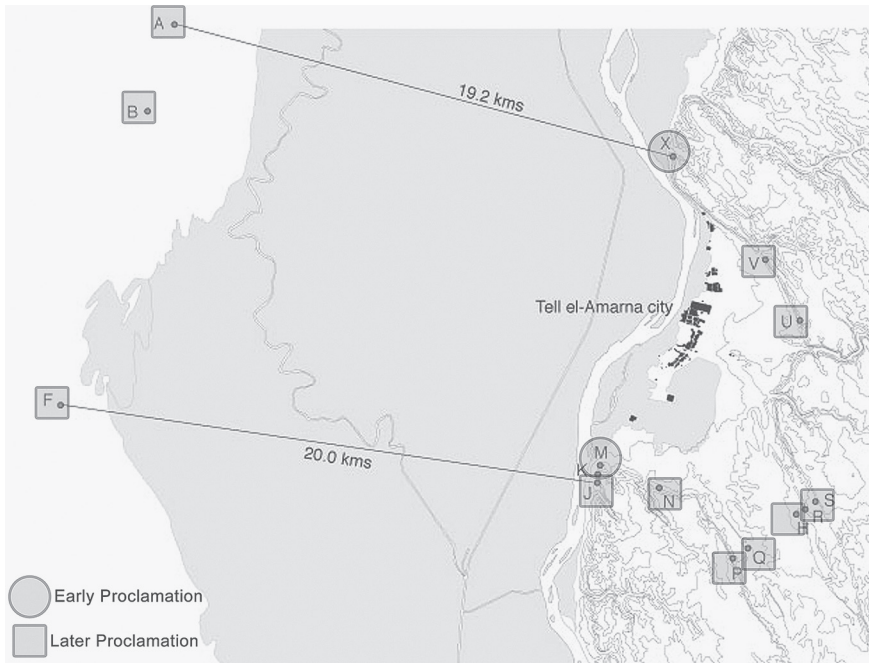 A
19.2 kms
B
X
V
Tell el-Amarna city
U
F
20.0 kms
M
K
J
N
S
R
H
Q
P
Early Proclamation
Later Proclamation